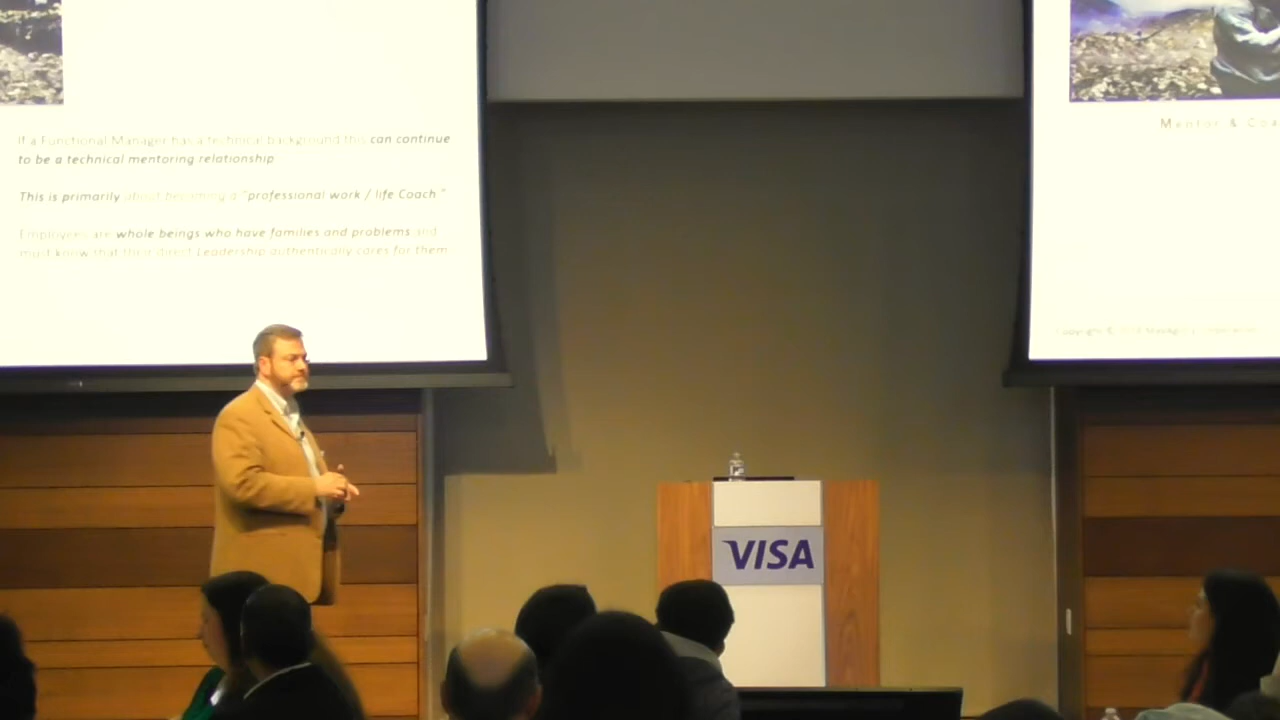 If a Functional Manager has a technical background this can continue
to be a technical mentoring relationship
This is primarily about becoming a "professional work / life Coach."
Employees are whole beings who have families and problems and
must know that their direct Leadership authentically cares for them
Mentor & Coa
Copyright ©
VISA